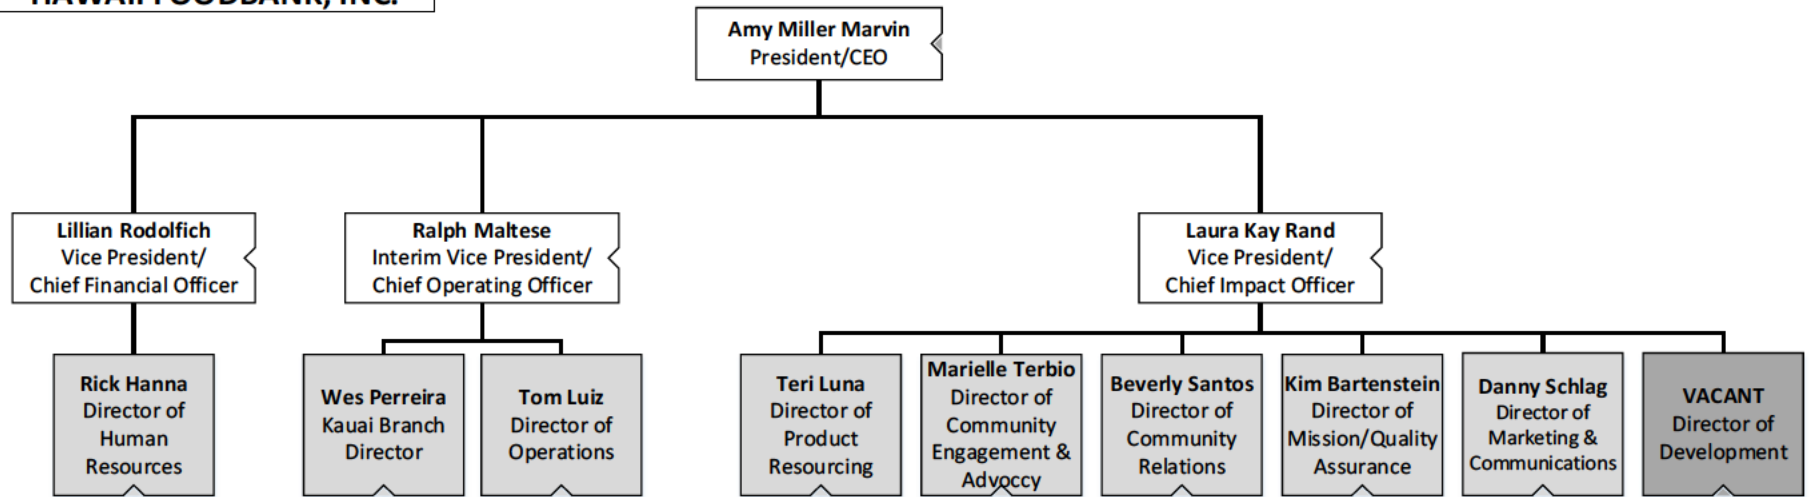 HAWAII FOODBANK, INC.
Amy Miller Marvin
President/CEO
Lillian Rodolfich
Vice President/
Chief Financial Officer
Ralph Maltese
Interim Vice President/
Chief Operating Officer
Laura Kay Rand
Vice President/
Chief Impact Officer
Rick Hanna
Director of
Human
Resources
Wes Perreira
Kauai Branch
Director
Tom Luiz
Director of
Operations
Teri Luna
Director of
Product
Resourcing
Marielle Terbio
Director of
Community
Engagement &
Advoccy
Beverly Santos
Director of
Community
Relations
Kim Bartenstein
Director of
Mission/Quality
Assurance
Danny Schlag
Director of
Marketing &
Communications
VACANT
Director of
Development